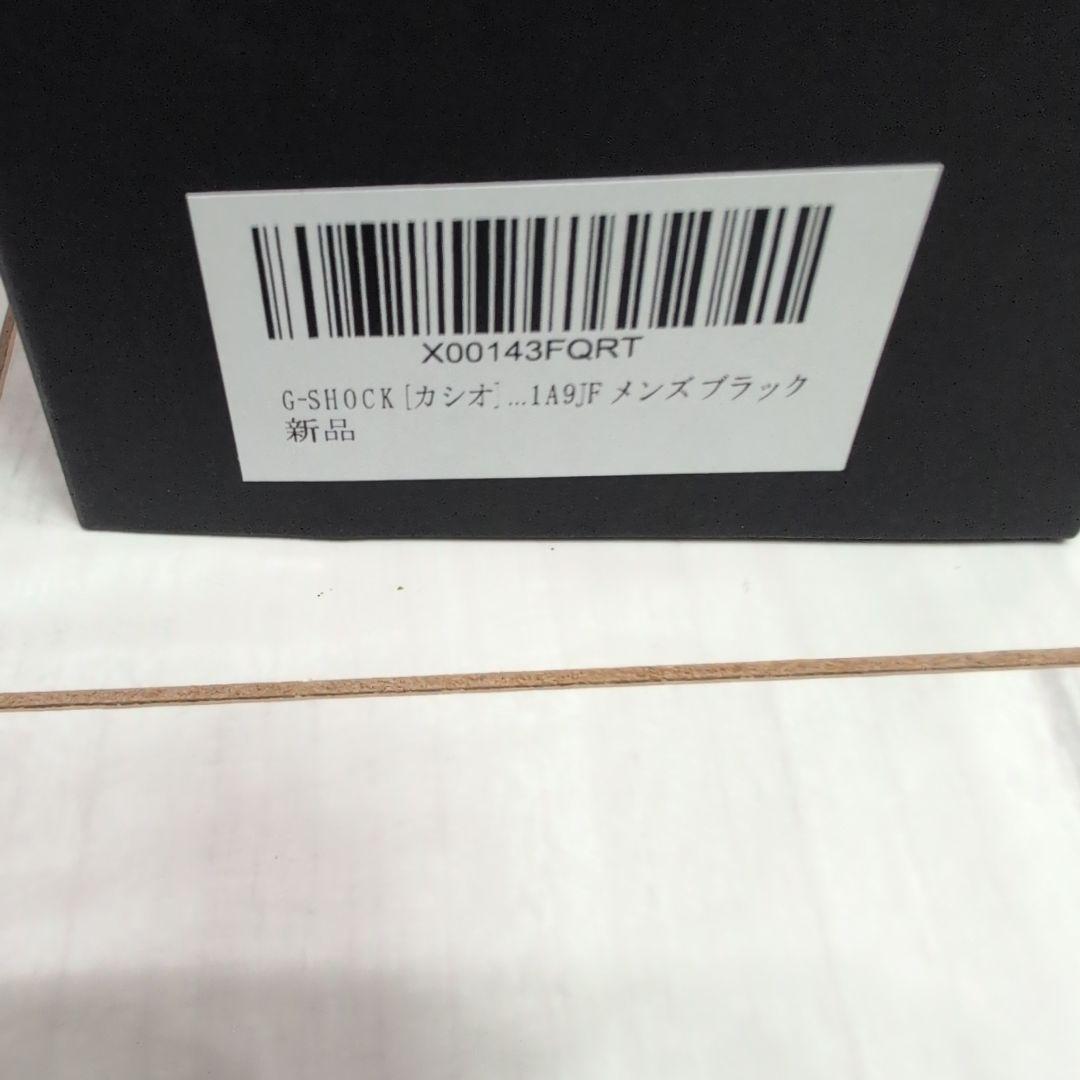 X00143FQRT
G-SHOCK [カシオ] ...1A9JF メンズ ブラック
新品